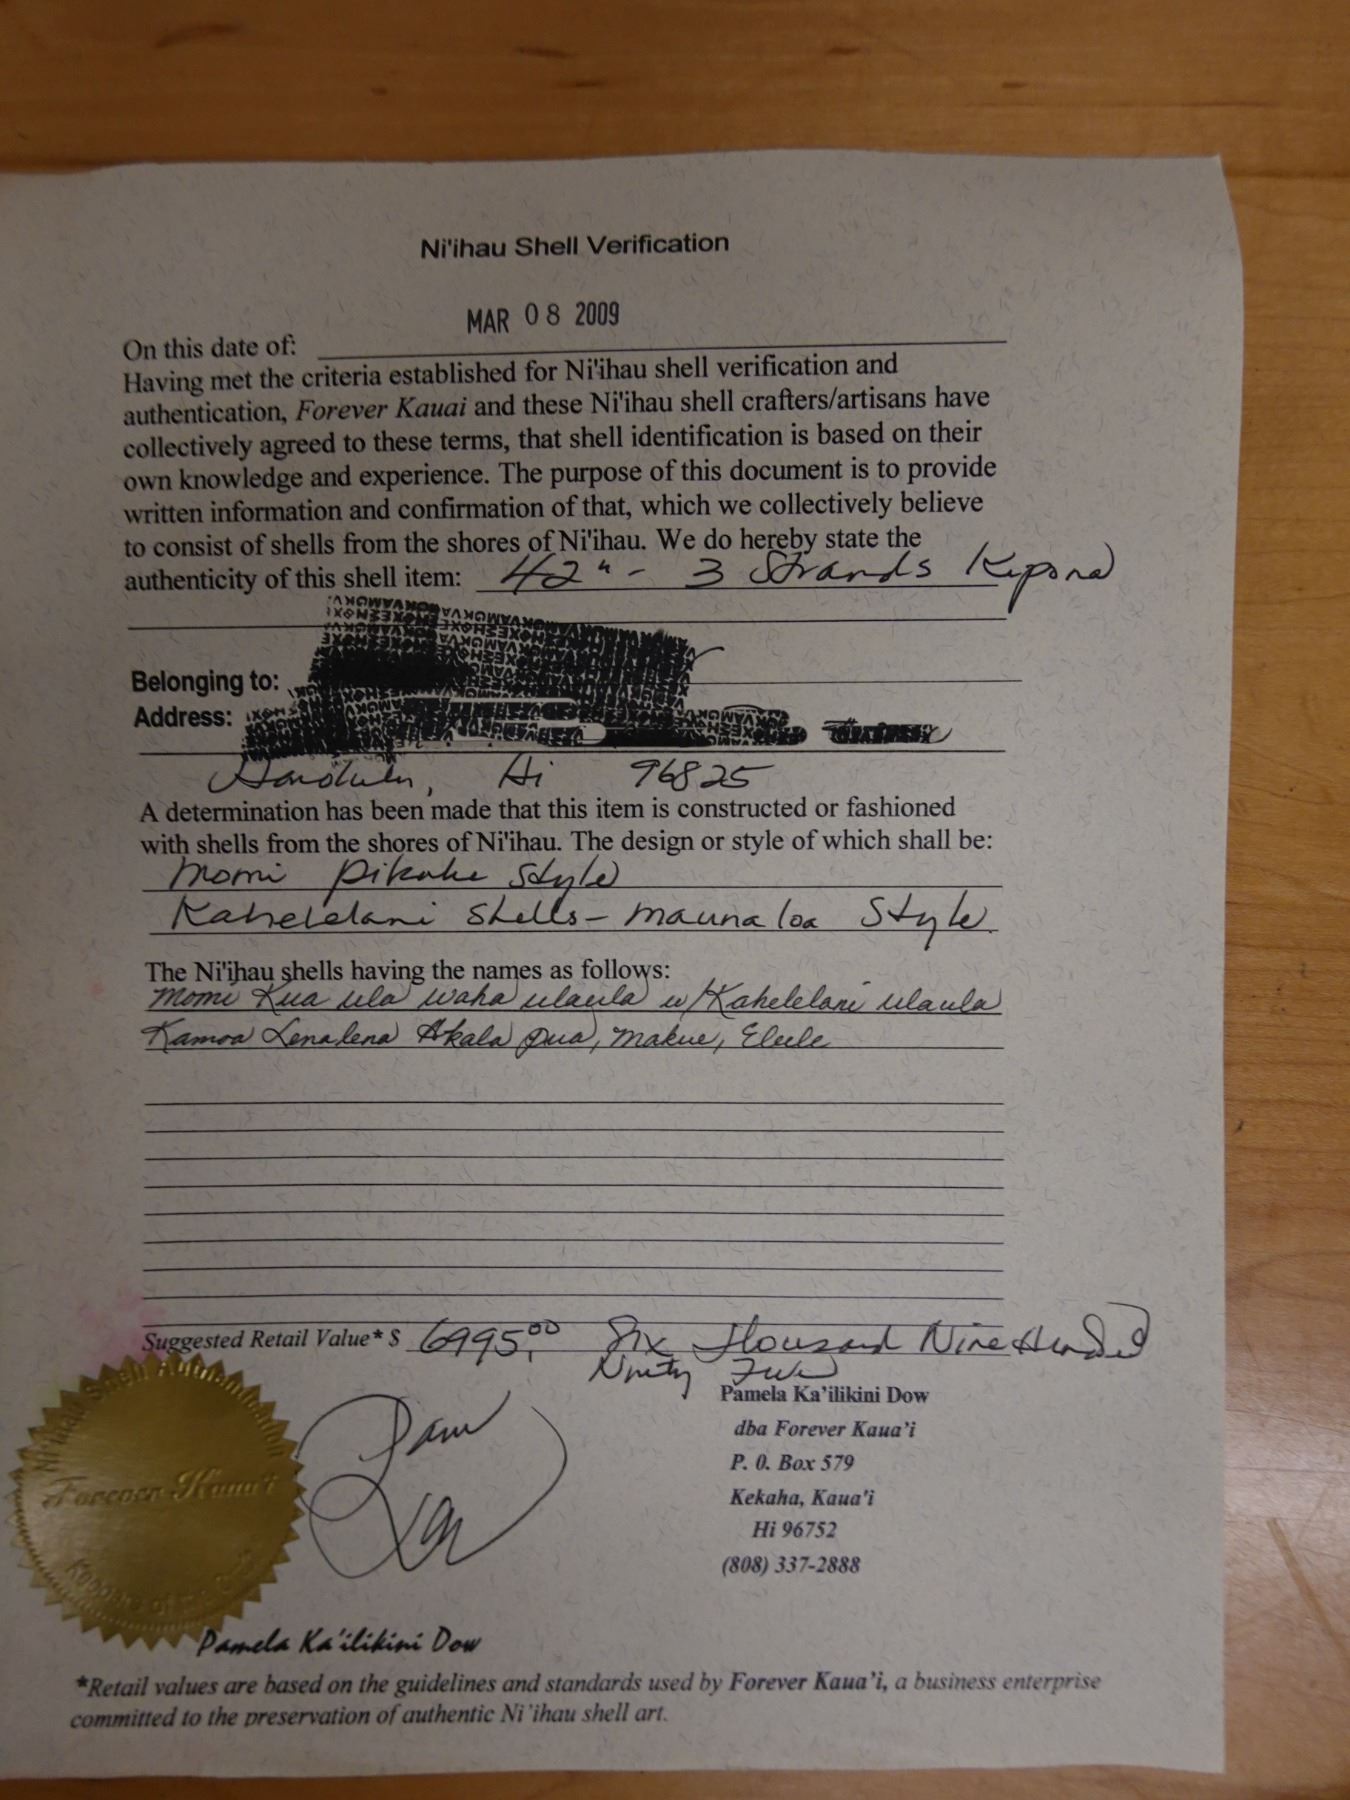 Ni'ihau Shell Verification
MAR 08 2009
On this date of:
Having met the criteria established for Ni'ihau shell verification and
authentication, Forever Kauai and these Ni'ihau shell crafters/artisans have
collectively agreed to these terms, that shell identification is based on their
own knowledge and experience. The purpose of this document is to provide
written information and confirmation of that, which we collectively believe
to consist of shells from the shores of Ni'ihau. We do hereby state the
authenticity of this shell item: 42" - 3 Strands Kipona
Belonging to:
Address:
Honolulu, Hi 96825
A determination has been made that this item is constructed or fashioned
with shells from the shores of Ni'ihau. The design or style of which shall be:
Momi Pikake Style
Kahelelani Shells - Mauna loa Style
The Ni'ihau shells having the names as follows:
Momi Kua ula waha ulaula w/Kahelelani ulaula
Kamoa Lenalena Akala pua, Makue, Eleele
Suggested Retail Value* $ 6995.00 Six Thousand Nine Hundred
Ninety Five
Pamela Ka'ilikini Dow
dba Forever Kaua'i
P. O. Box 579
Kekaha, Kaua'i
Hi 96752
(808) 337-2888
Ni'ihau Shell Authentication
Forever Kaua'i
Pam Dow
Pamela Ka'ilikini Dow
*Retail values are based on the guidelines and standards used by Forever Kaua'i, a business enterprise
committed to the preservation of authentic Ni'ihau shell art.